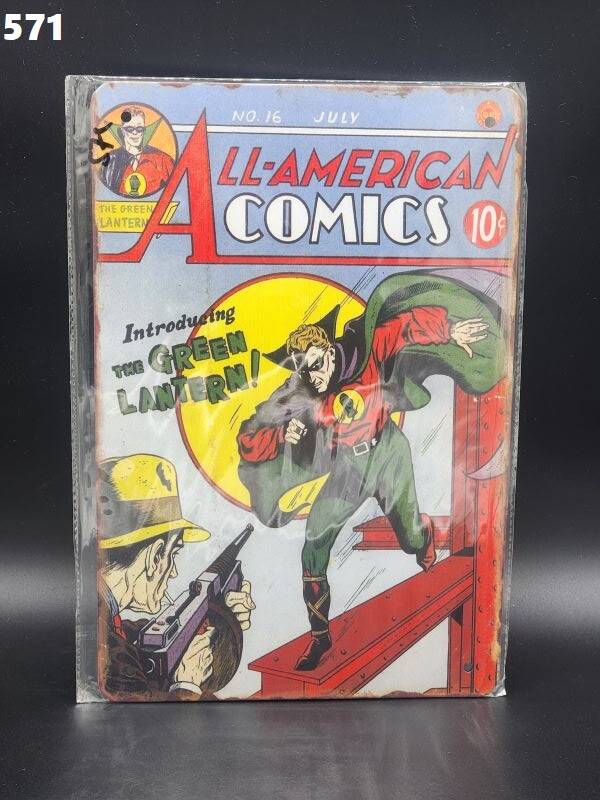 571
NO. 16 JULY
ALL-AMERICAN
COMICS
10¢
THE GREEN
LANTERN
Introducing
THE GREEN
LANTERN!